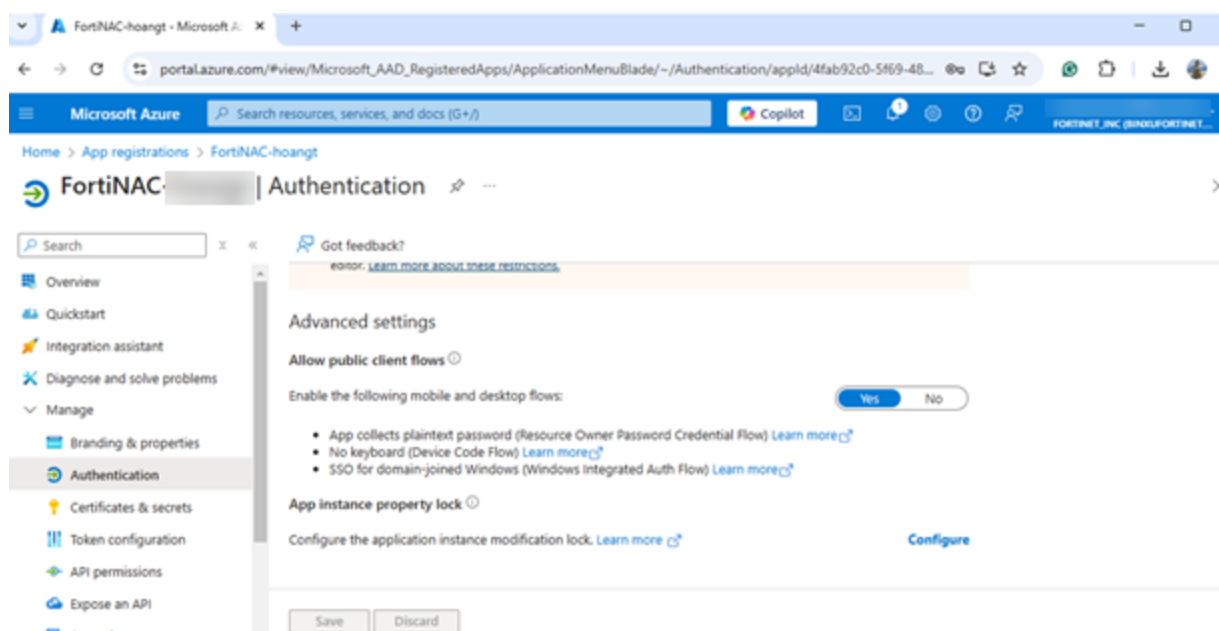 FortiNAC-hoangt - Microsoft A
portal.azure.com/#view/Microsoft_AAD_RegisteredApps/ApplicationMenuBlade/~/Authentication/appId/4fab92c0-5f69-48...
Microsoft Azure
Search resources, services, and docs (G+/)
Copilot
1
FORTINET_INC (BINXUFORTINET....
Home > App registrations > FortiNAC-hoangt
FortiNAC- | Authentication
Search
Got feedback?
editor. Learn more about these restrictions.
Overview
Quickstart
Integration assistant
Diagnose and solve problems
Manage
Branding & properties
Authentication
Certificates & secrets
Token configuration
API permissions
Expose an API
Advanced settings
Allow public client flows
Enable the following mobile and desktop flows:
Yes No
• App collects plaintext password (Resource Owner Password Credential Flow) Learn more
• No keyboard (Device Code Flow) Learn more
• SSO for domain-joined Windows (Windows Integrated Auth Flow) Learn more
App instance property lock
Configure the application instance modification lock. Learn more
Configure
Save Discard